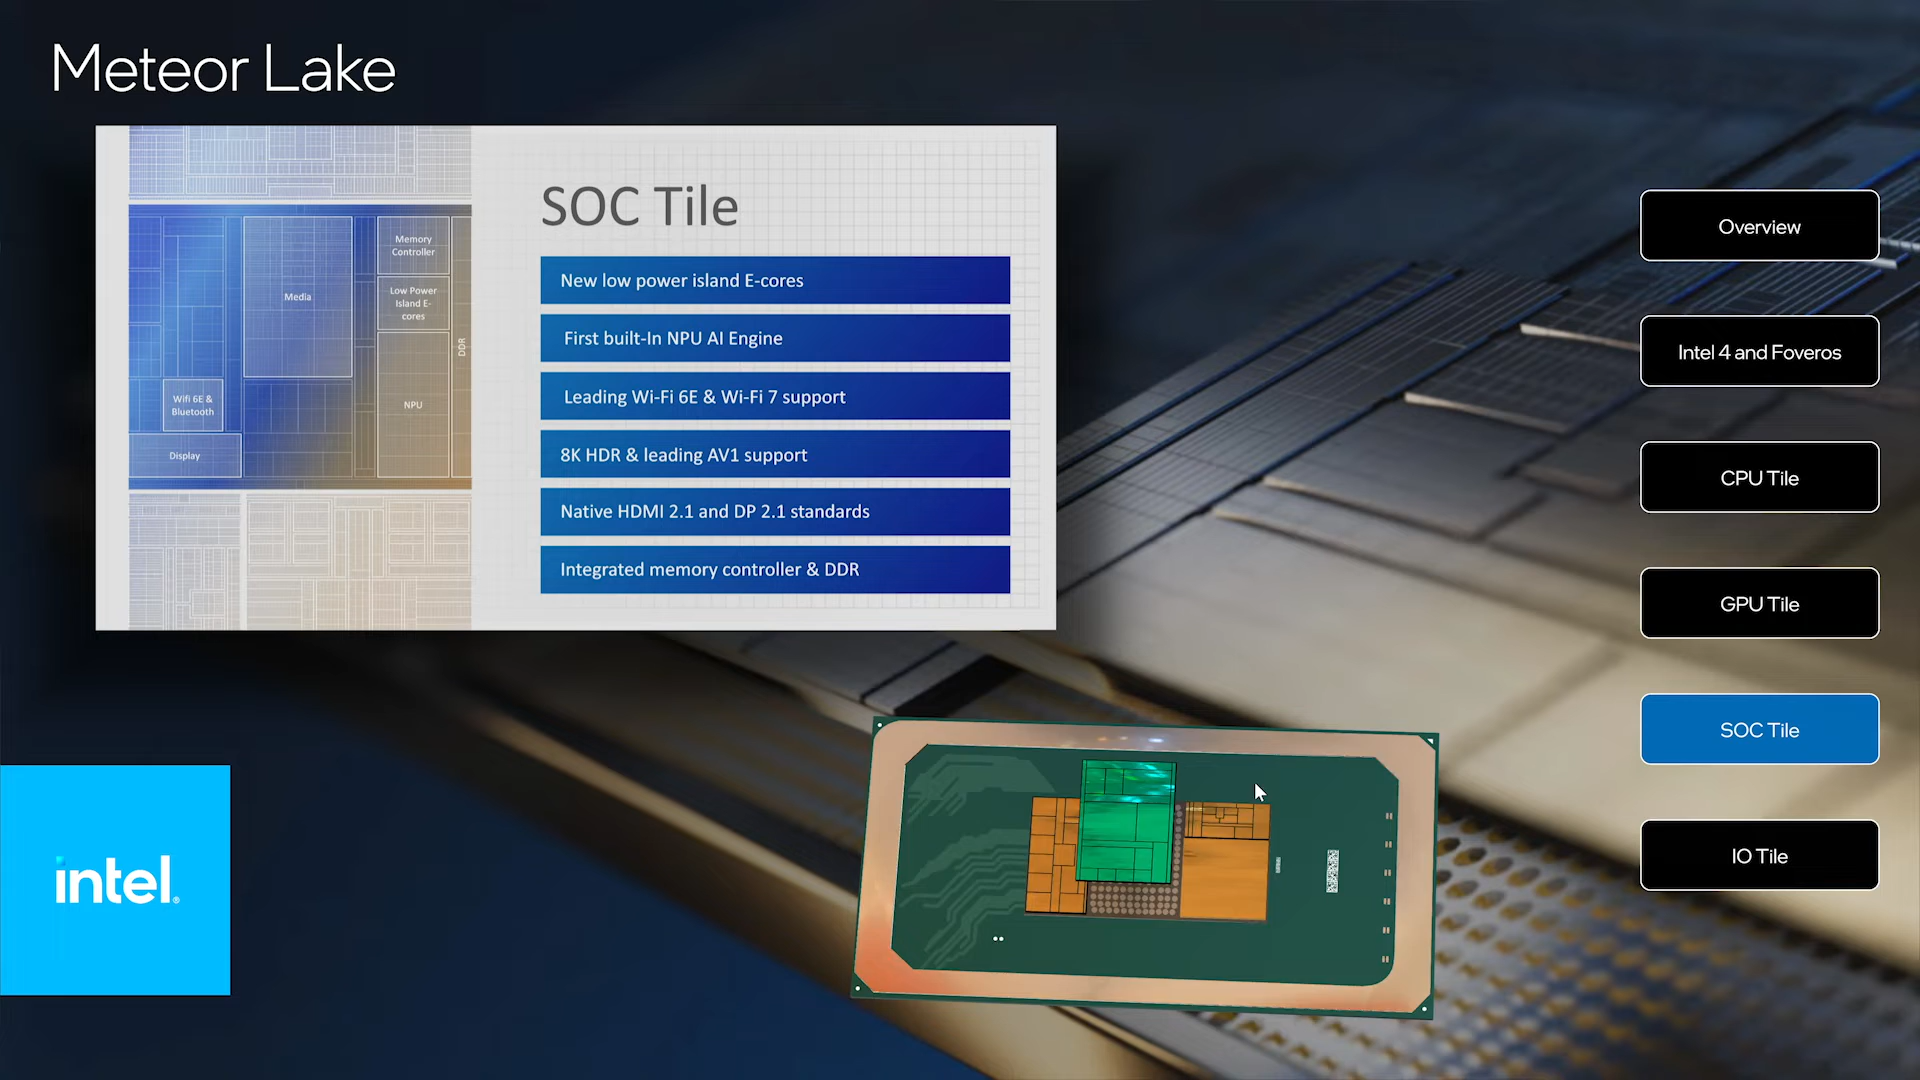 Meteor Lake
Memory
Controller
Media
Low Power
Island E-
cores
DDR
Wifi 6E &
Bluetooth
NPU
Display
SOC Tile
New low power island E-cores
First built-In NPU AI Engine
Leading Wi-Fi 6E & Wi-Fi 7 support
8K HDR & leading AV1 support
Native HDMI 2.1 and DP 2.1 standards
Integrated memory controller & DDR
Overview
Intel 4 and Foveros
CPU Tile
GPU Tile
SOC Tile
IO Tile
intel®